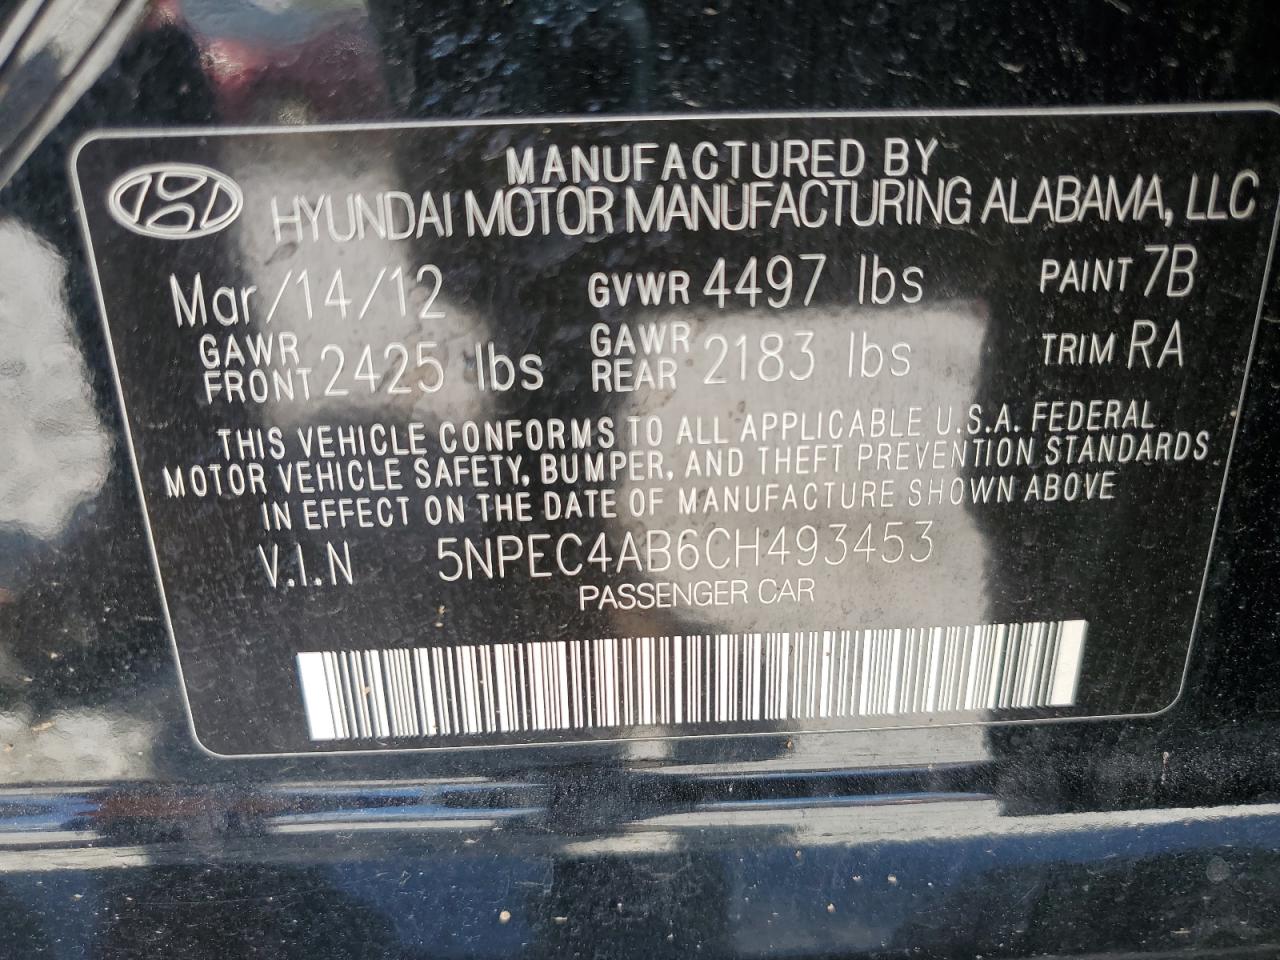 MANUFACTURED BY
HYUNDAI MOTOR MANUFACTURING ALABAMA, LLC
Mar/14/12 GVWR 4497 lbs PAINT 7B
GAWR FRONT 2425 lbs GAWR REAR 2183 lbs TRIM RA
THIS VEHICLE CONFORMS TO ALL APPLICABLE U.S.A. FEDERAL
MOTOR VEHICLE SAFETY, BUMPER, AND THEFT PREVENTION STANDARDS
IN EFFECT ON THE DATE OF MANUFACTURE SHOWN ABOVE
V.I.N 5NPEC4AB6CH493453
PASSENGER CAR